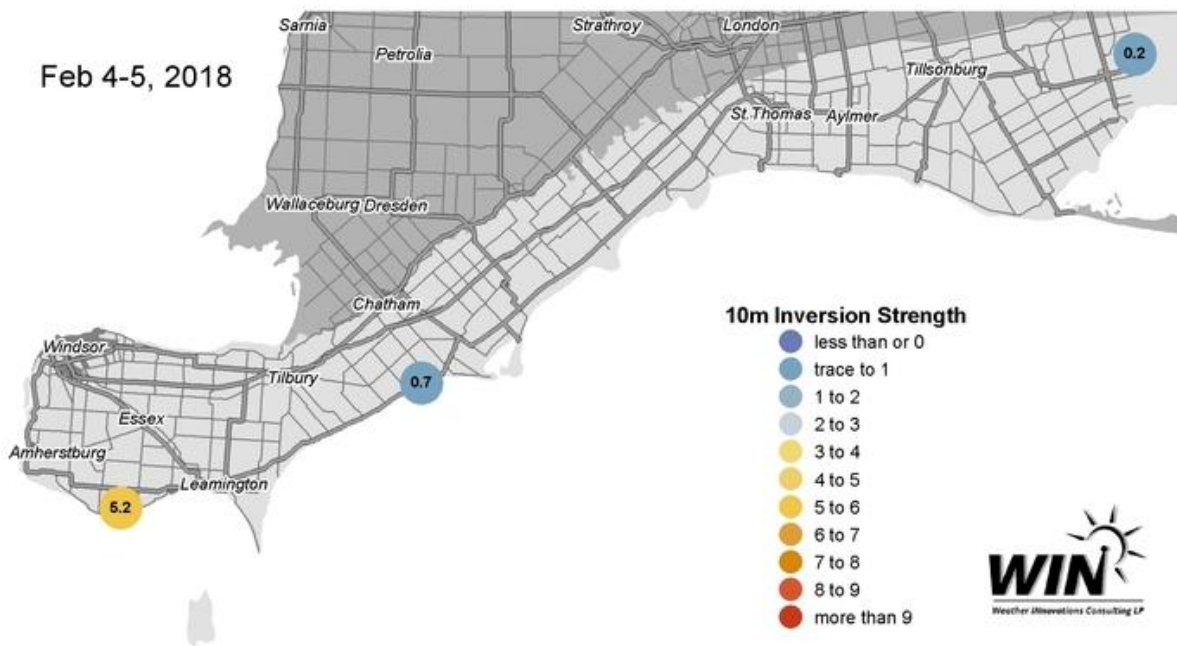 Sarnia
Strathroy
London
Petrolia
0.2
Feb 4-5, 2018
Tillsonburg
St.Thomas
Aylmer
Wallaceburg
Dresden
Chatham
10m Inversion Strength
less than or 0
Windsor
trace to 1
Tilbury
0.7
1 to 2
Essex
2 to 3
Amherstburg
3 to 4
Leamington
4 to 5
5.2
5 to 6
6 to 7
7 to 8
8 to 9
more than 9
WIN
Weather INnovations Consulting LP